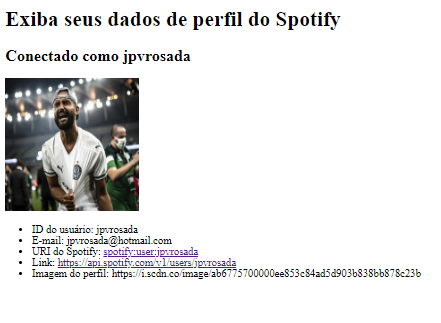 Exiba seus dados de perfil do Spotify
Conectado como jpvrosada
ID do usuário: jpvrosada
E-mail: jpvrosada@hotmail.com
URI do Spotify: spotify:user:jpvrosada
Link: https://api.spotify.com/v1/users/jpvrosada
Imagem do perfil: https://i.scdn.co/image/ab6775700000ee853c84ad5d903b838bb878c23b